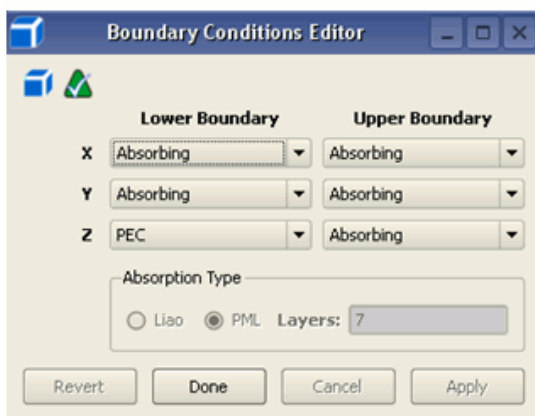 Boundary Conditions Editor
Lower Boundary Upper Boundary
X Absorbing Absorbing
Y Absorbing Absorbing
Z PEC Absorbing
Absorption Type
Liao PML Layers: 7
Revert Done Cancel Apply